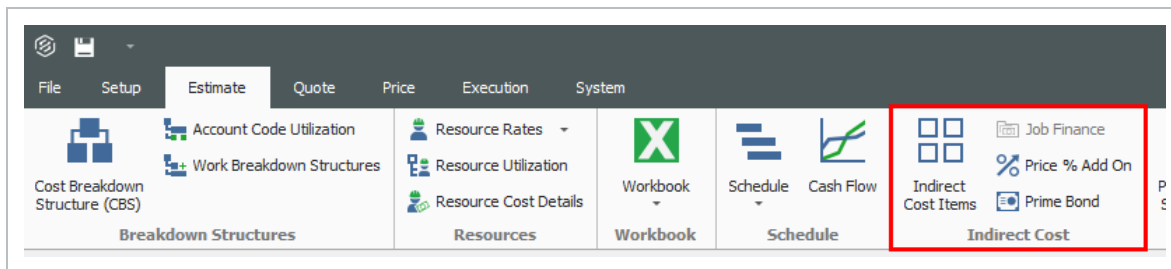 File Setup Estimate Quote Price Execution System
Cost Breakdown
Structure (CBS)
Account Code Utilization
Work Breakdown Structures
Breakdown Structures
Resource Rates
Resource Utilization
Resource Cost Details
Resources
Workbook
Workbook
Schedule
Cash Flow
Schedule
Indirect
Cost Items
Job Finance
Price % Add On
Prime Bond
Indirect Cost
P
S